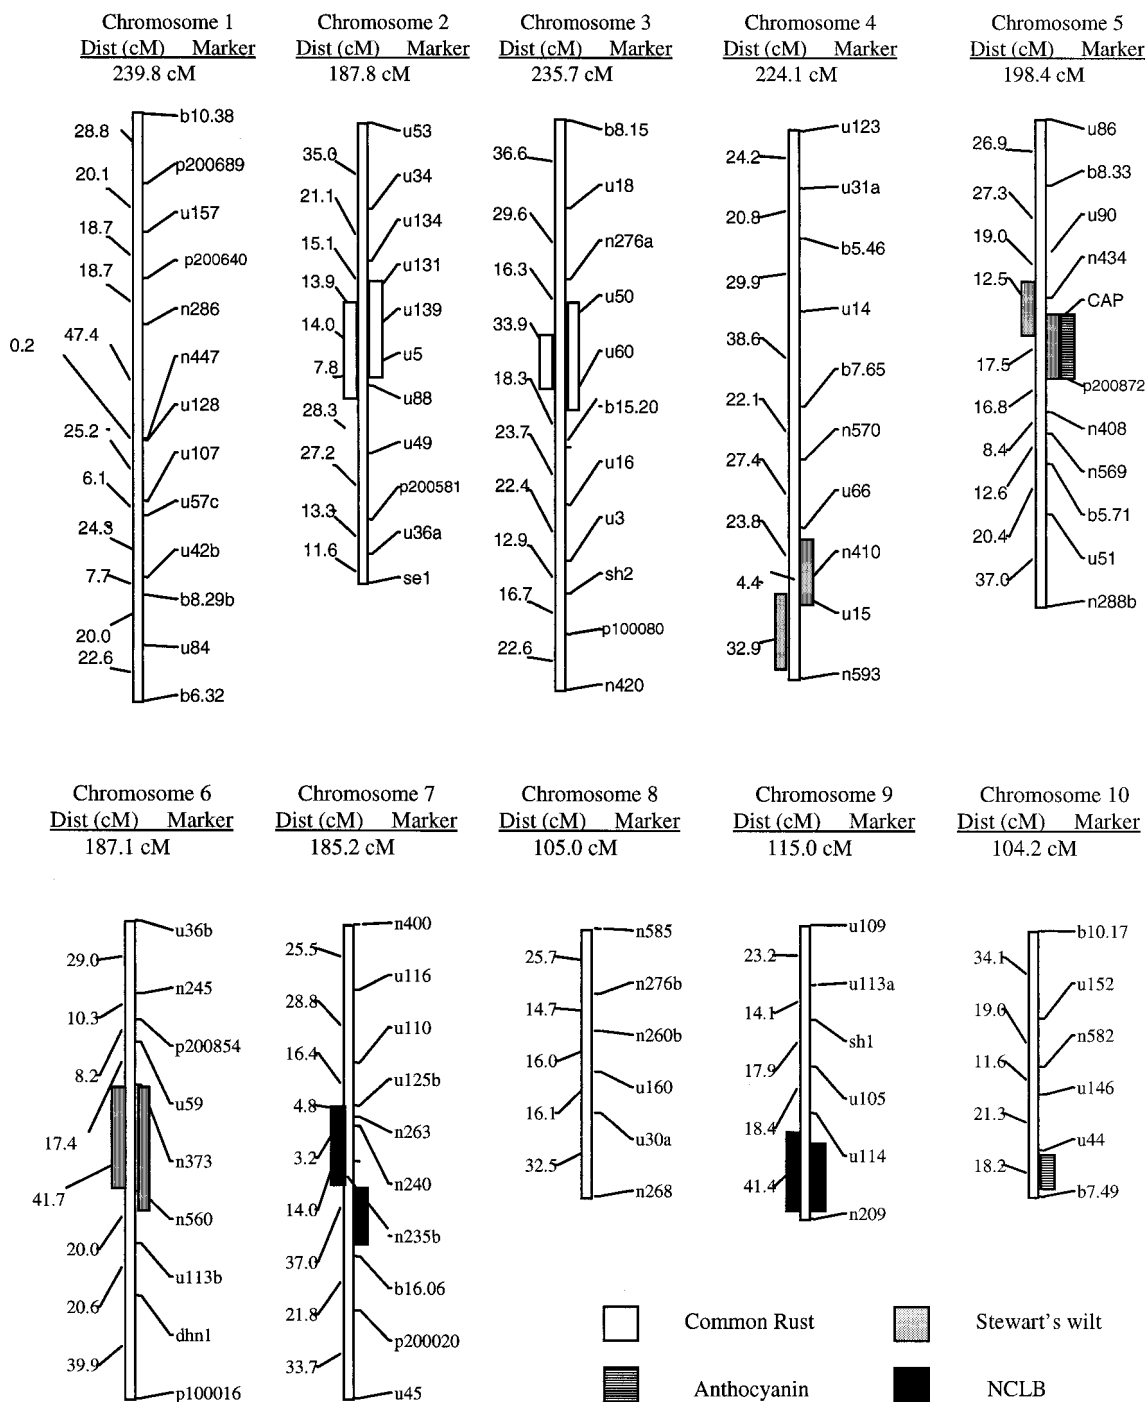 Chromosome 1
Dist (cM) Marker
239.8 cM
28.8
20.1
18.7
18.7
47.4
0.2
25.2
6.1
24.3
7.7
20.0
22.6
b10.38
p200689
u157
p200640
n286
n447
u128
u107
u57c
u42b
b8.29b
u84
b6.32
Chromosome 2
Dist (cM) Marker
187.8 cM
35.0
21.1
15.1
13.9
14.0
7.8
28.3
27.2
13.3
11.6
u53
u34
u134
u131
u139
u5
u88
u49
p200581
u36a
se1
Chromosome 3
Dist (cM) Marker
235.7 cM
36.6
29.6
16.3
33.9
18.3
23.7
22.4
12.9
16.7
22.6
b8.15
u18
n276a
u50
u60
b15.20
u16
u3
sh2
p100080
n420
Chromosome 4
Dist (cM) Marker
224.1 cM
24.2
20.8
29.9
38.6
22.1
27.4
23.8
4.4
32.9
u123
u31a
b5.46
u14
b7.65
n570
u66
n410
u15
n593
Chromosome 5
Dist (cM) Marker
198.4 cM
26.9
27.3
19.0
12.5
17.5
16.8
8.4
12.6
20.4
37.0
u86
b8.33
u90
n434
CAP
p200872
n408
n569
b5.71
u51
n288b
Chromosome 6
Dist (cM) Marker
187.1 cM
29.0
10.3
8.2
17.4
41.7
20.0
20.6
39.9
u36b
n245
p200854
u59
n373
n560
u113b
dhn1
p100016
Chromosome 7
Dist (cM) Marker
185.2 cM
25.5
28.8
16.4
4.8
3.2
14.0
37.0
21.8
33.7
n400
u116
u110
u125b
n263
n240
n235b
b16.06
p200020
u45
Chromosome 8
Dist (cM) Marker
105.0 cM
25.7
14.7
16.0
16.1
32.5
n585
n276b
n260b
u160
u30a
n268
Chromosome 9
Dist (cM) Marker
115.0 cM
23.2
14.1
17.9
18.4
41.4
u109
u113a
sh1
u105
u114
n209
Chromosome 10
Dist (cM) Marker
104.2 cM
34.1
19.0
11.6
21.3
18.2
b10.17
u152
n582
u146
u44
b7.49
Common Rust
Stewart's wilt
Anthocyanin
NCLB